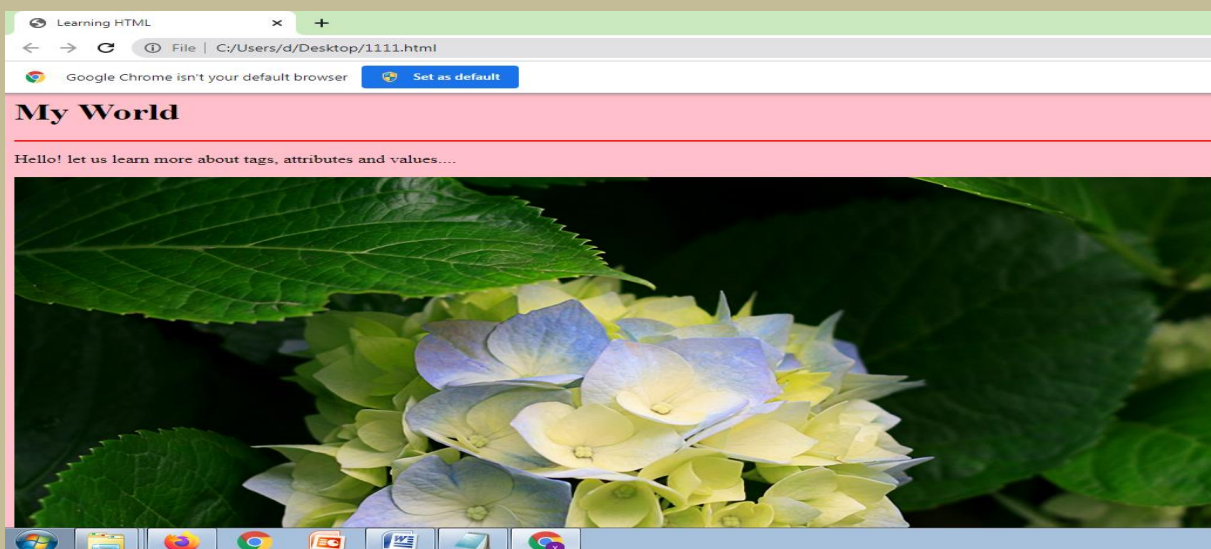 Learning HTML
File | C:/Users/d/Desktop/1111.html
Google Chrome isn't your default browser Set as default
My World
Hello! let us learn more about tags, attributes and values....